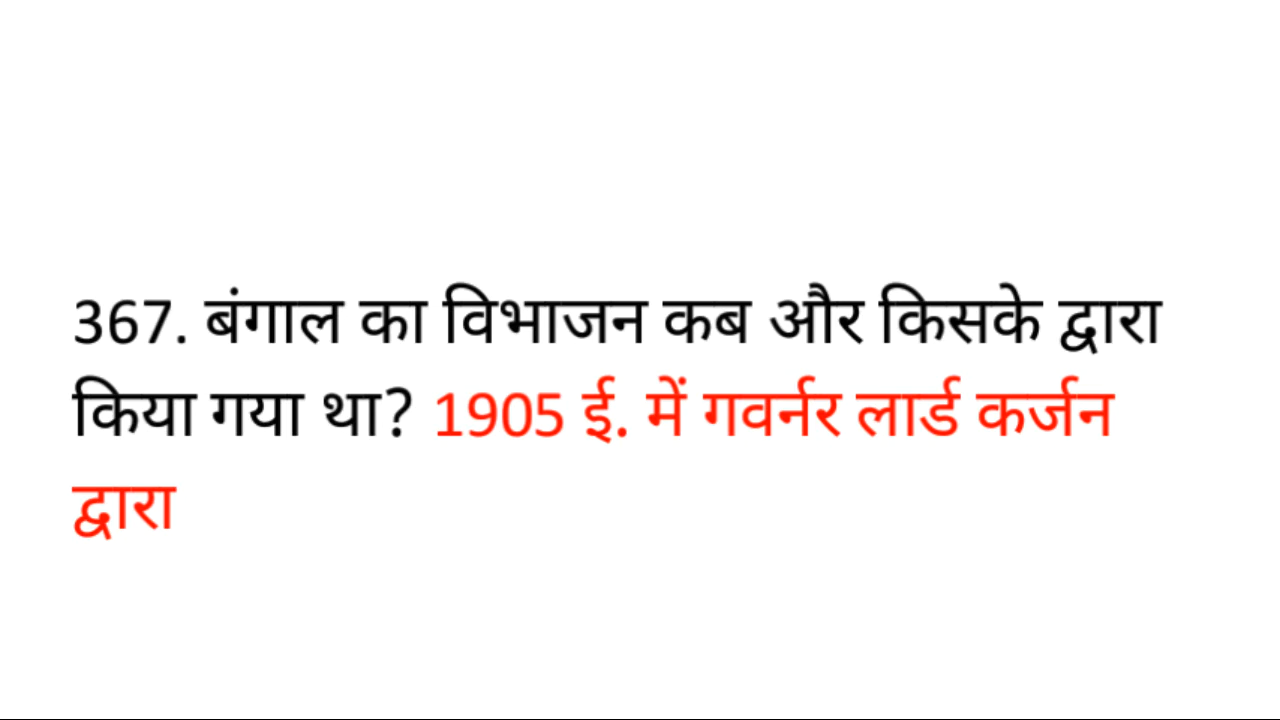 367. बंगाल का विभाजन कब और किसके द्वारा
किया गया था? 1905 ई. में गवर्नर लार्ड कर्जन
द्वारा